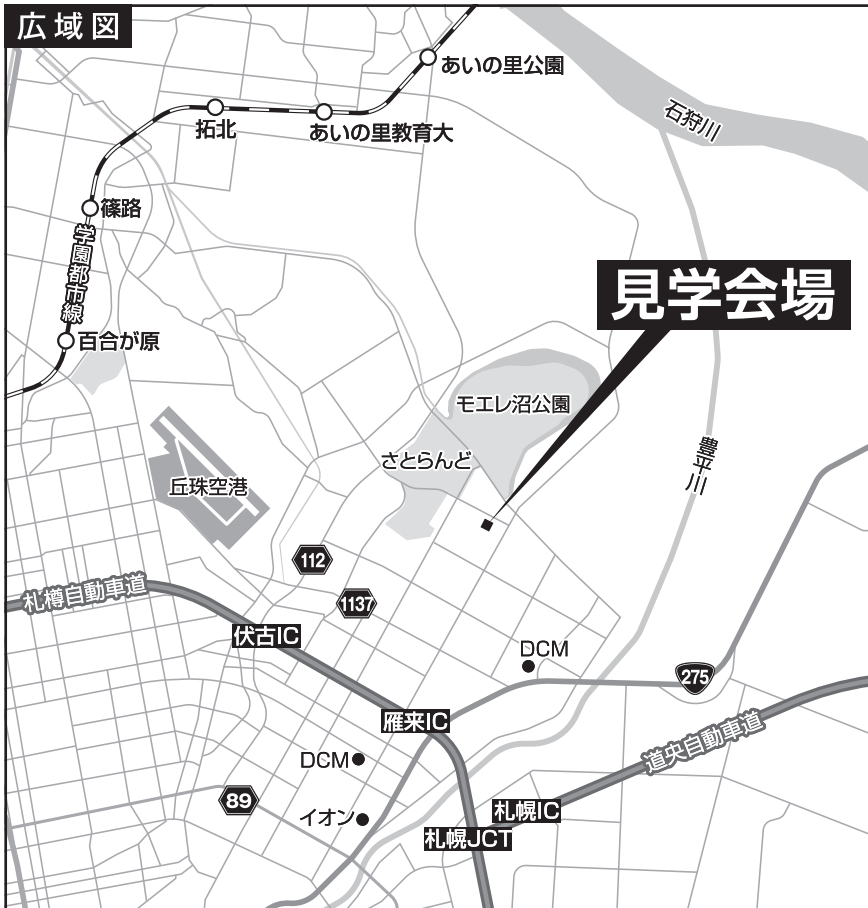 広域図
あいの里公園
拓北
あいの里教育大
石狩川
篠路
学園都市線
見学会場
百合が原
モエレ沼公園
さとらんど
豊平川
丘珠空港
112
札樽自動車道
1137
伏古IC
DCM
275
雁来IC
道央自動車道
DCM
89
イオン
札幌IC
札幌JCT